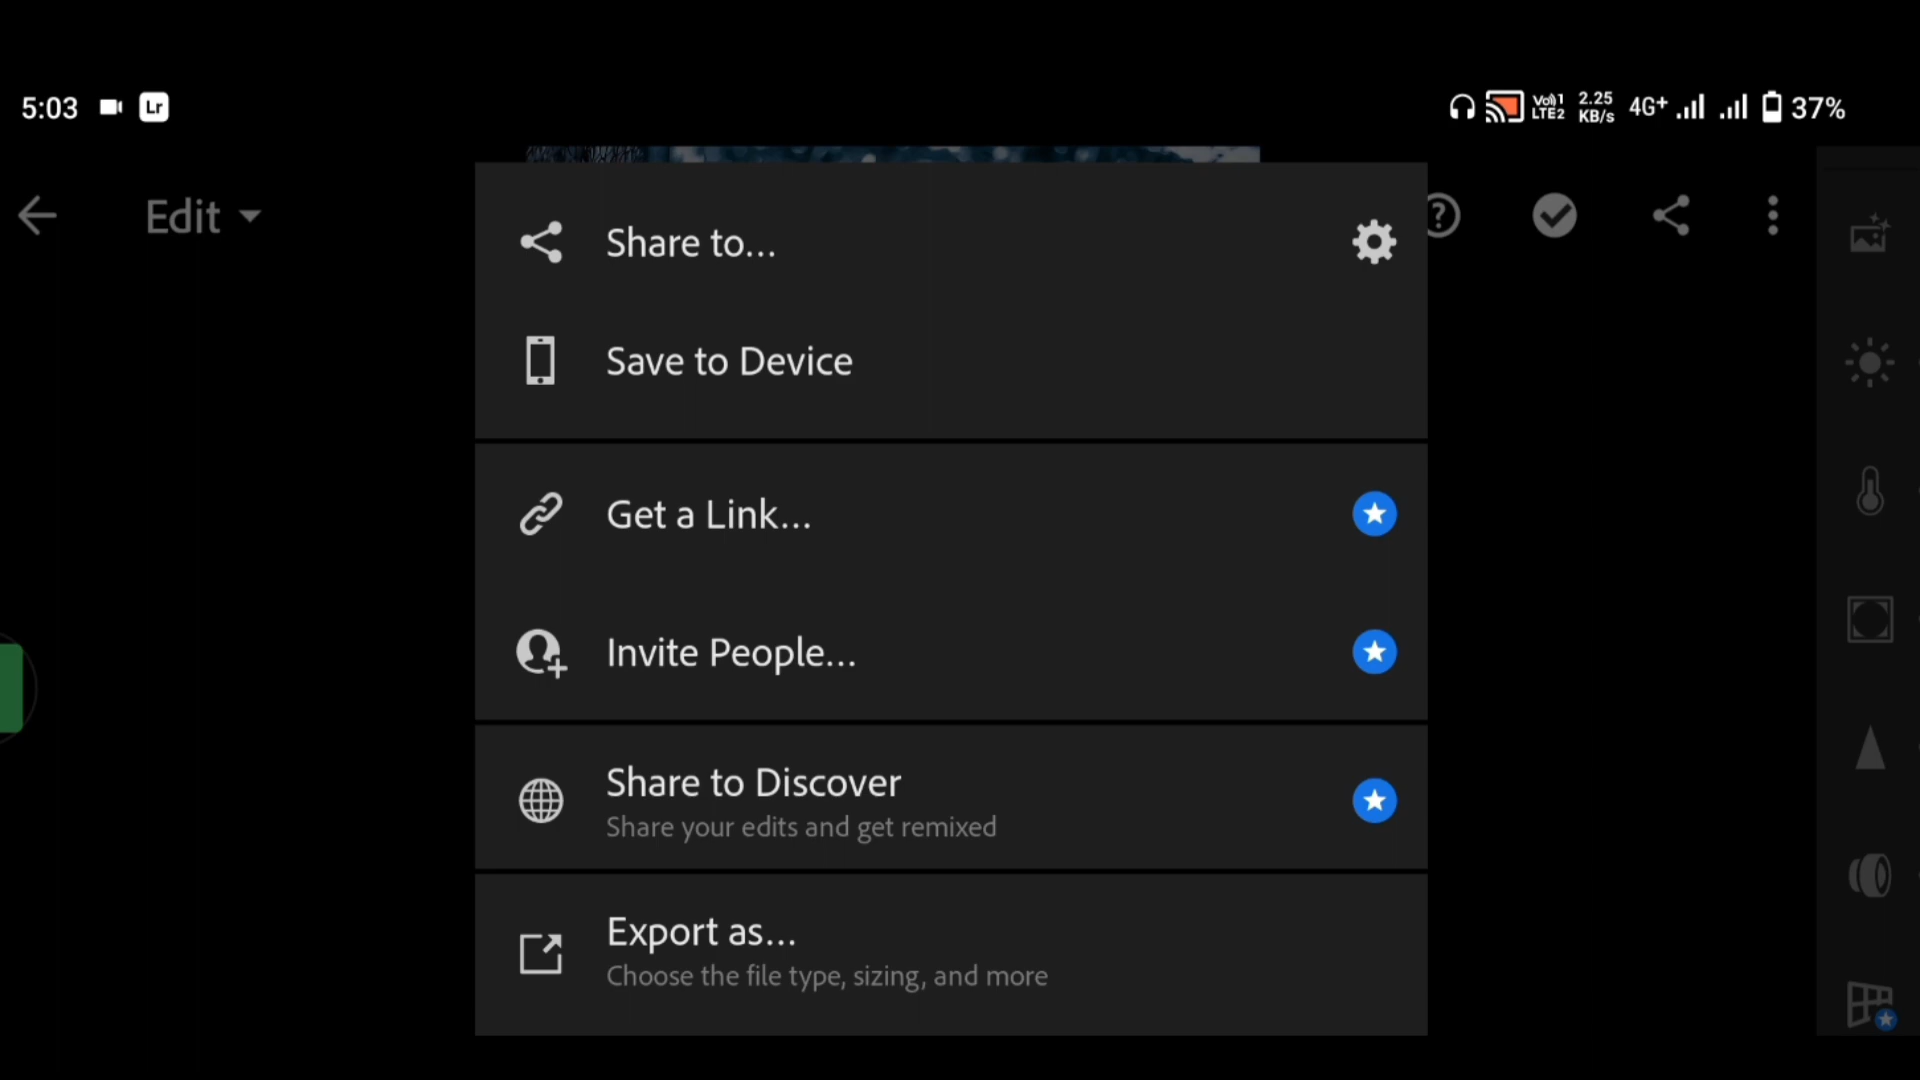 5:03 Lr Vo)) 1 LTE2 2.25 KB/s 4G+ 37%
Edit
Share to...
Save to Device
Get a Link...
Invite People...
Share to Discover
Share your edits and get remixed
Export as...
Choose the file type, sizing, and more